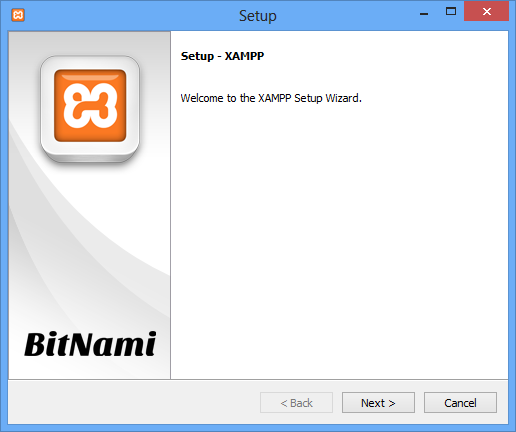 Setup
Setup - XAMPP
Welcome to the XAMPP Setup Wizard.
BitNami
< Back
Next >
Cancel